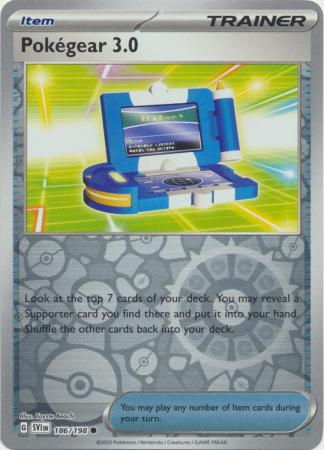 Item
TRAINER
Pokégear 3.0
Look at the top 7 cards of your deck. You may reveal a
Supporter card you find there and put it into your hand.
Shuffle the other cards back into your deck.
Illus. Toyste Beach
G SVI EN 186/198
You may play any number of Item cards during
your turn.
©2023 Pokémon / Nintendo / Creatures / GAME FREAK